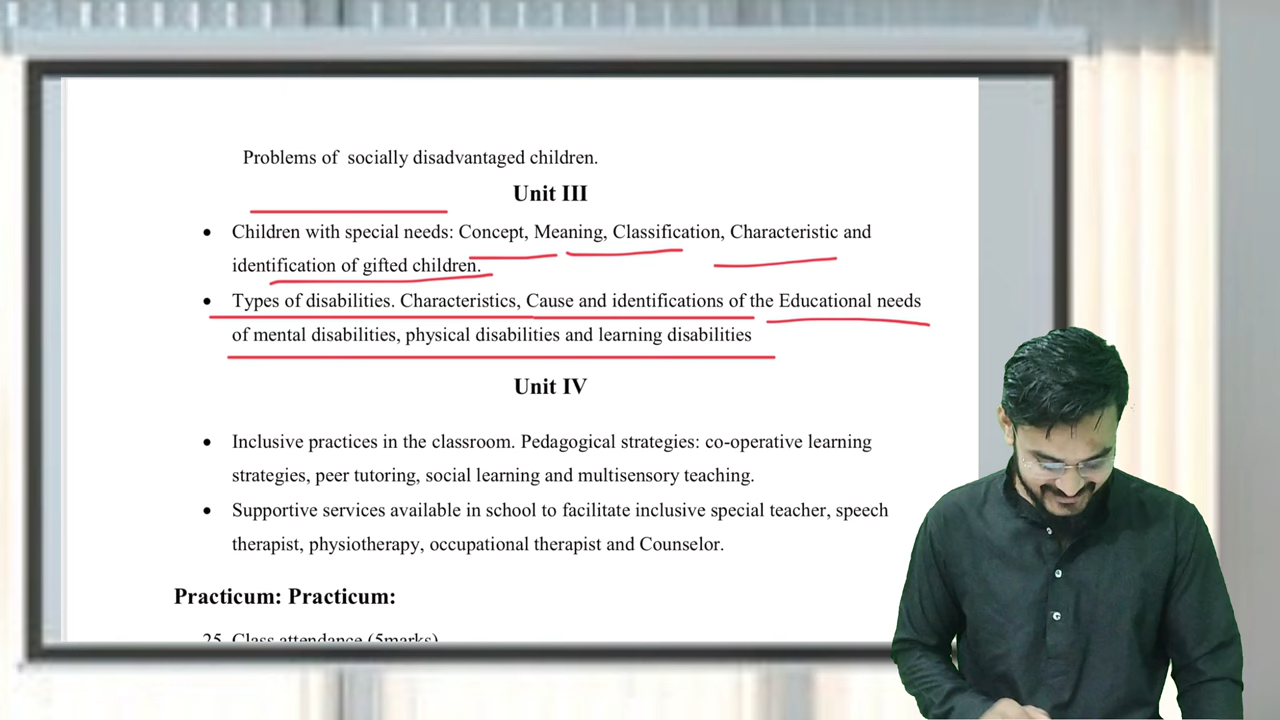 Problems of socially disadvantaged children.
Unit III
• Children with special needs: Concept, Meaning, Classification, Characteristic and
identification of gifted children.
• Types of disabilities. Characteristics, Cause and identifications of the Educational needs
of mental disabilities, physical disabilities and learning disabilities
Unit IV
• Inclusive practices in the classroom. Pedagogical strategies: co-operative learning
strategies, peer tutoring, social learning and multisensory teaching.
• Supportive services available in school to facilitate inclusive special teacher, speech
therapist, physiotherapy, occupational therapist and Counselor.
Practicum: Practicum:
25. Class attendance (5marks)